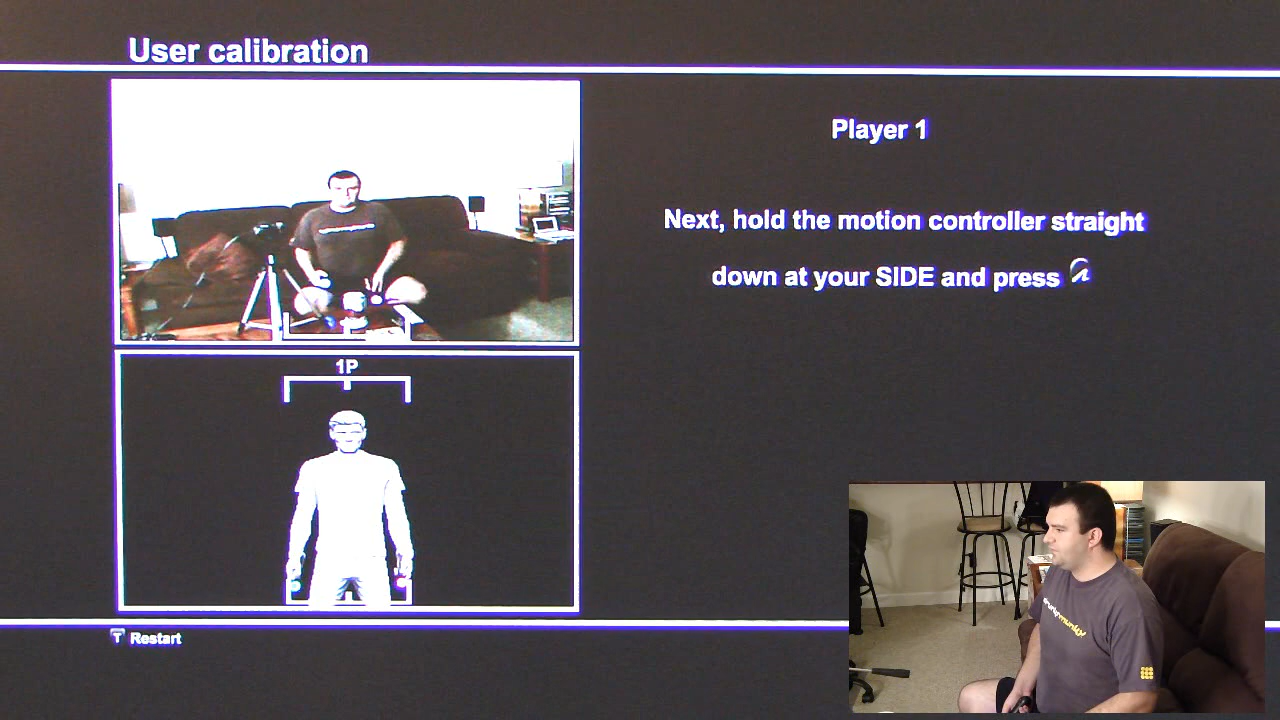 User calibration
Player 1
Next, hold the motion controller straight
down at your SIDE and press
1P
T Restart